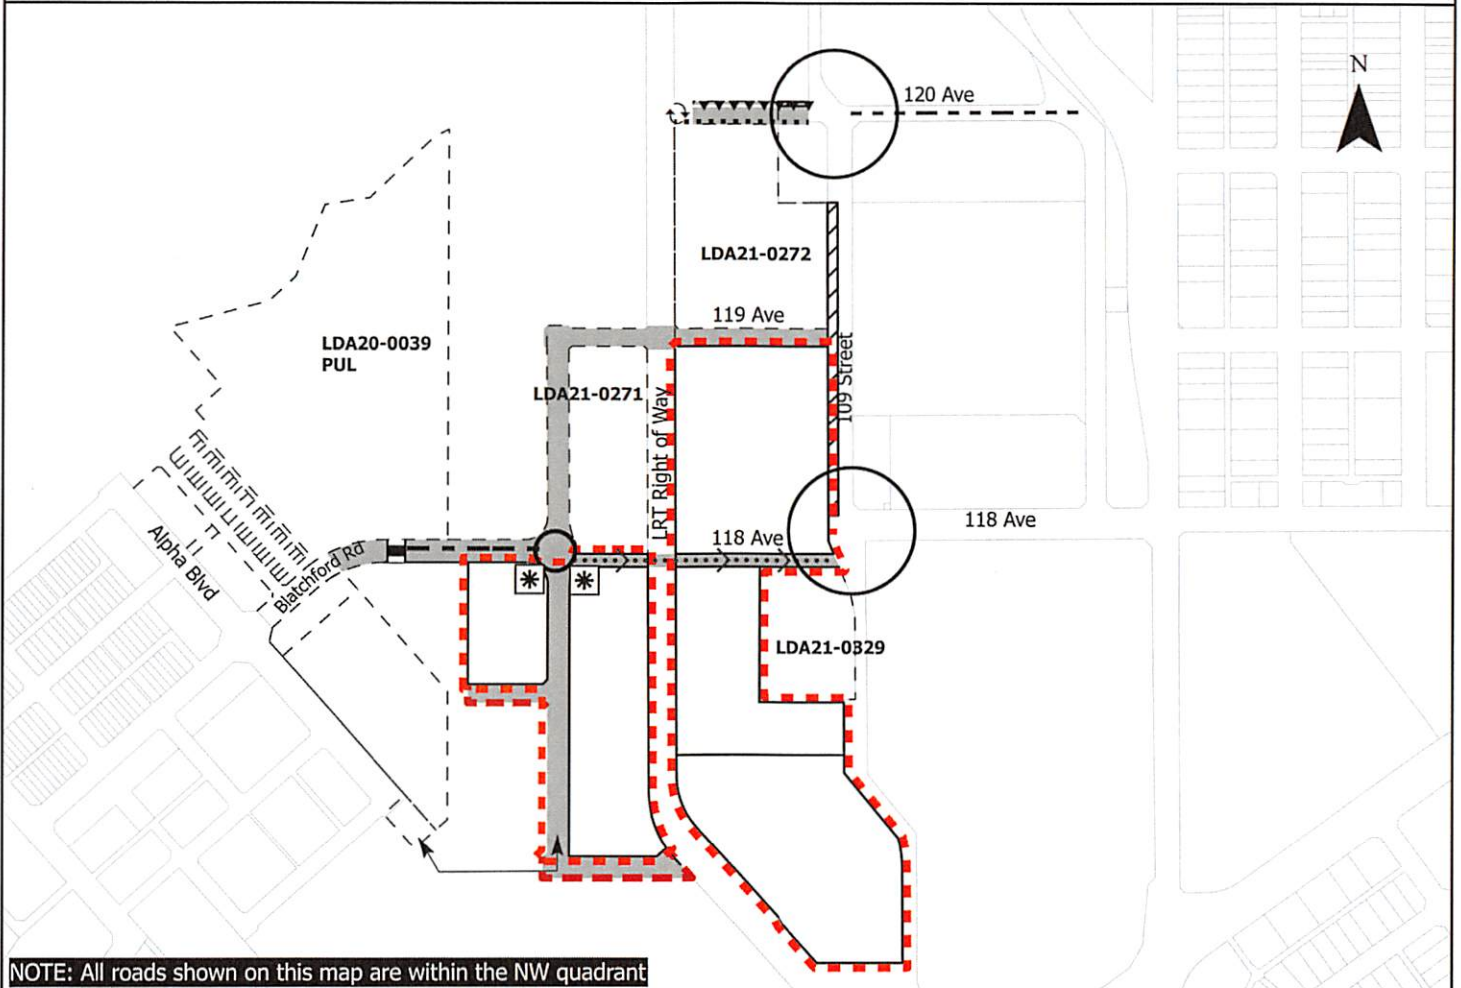 N
120 Ave
LDA21-0272
119 Ave
LDA20-0039
PUL
109 Street
LDA21-0271
LRT Right of Way
118 Ave
118 Ave
Alpha Blvd
Blatchford Rd
LDA21-0329
NOTE: All roads shown on this map are within the NW quadrant